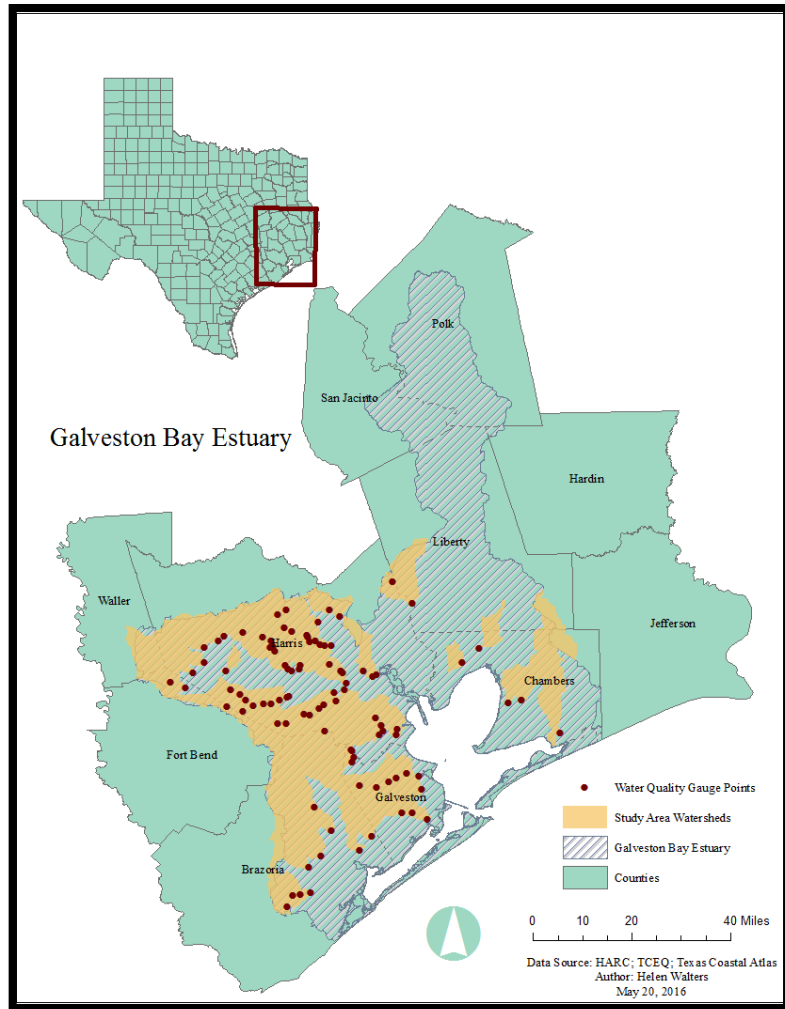 Polk
San Jacinto
Galveston Bay Estuary
Hardin
Liberty
Waller
Jefferson
Harris
Chambers
Fort Bend
Water Quality Gauge Points
Galveston
Study Area Watersheds
Galveston Bay Estuary
Brazoria
Counties
0 10 20 40 Miles
Data Source: HARC; TCEQ; Texas Coastal Atlas
Author: Helen Walters
May 20, 2016